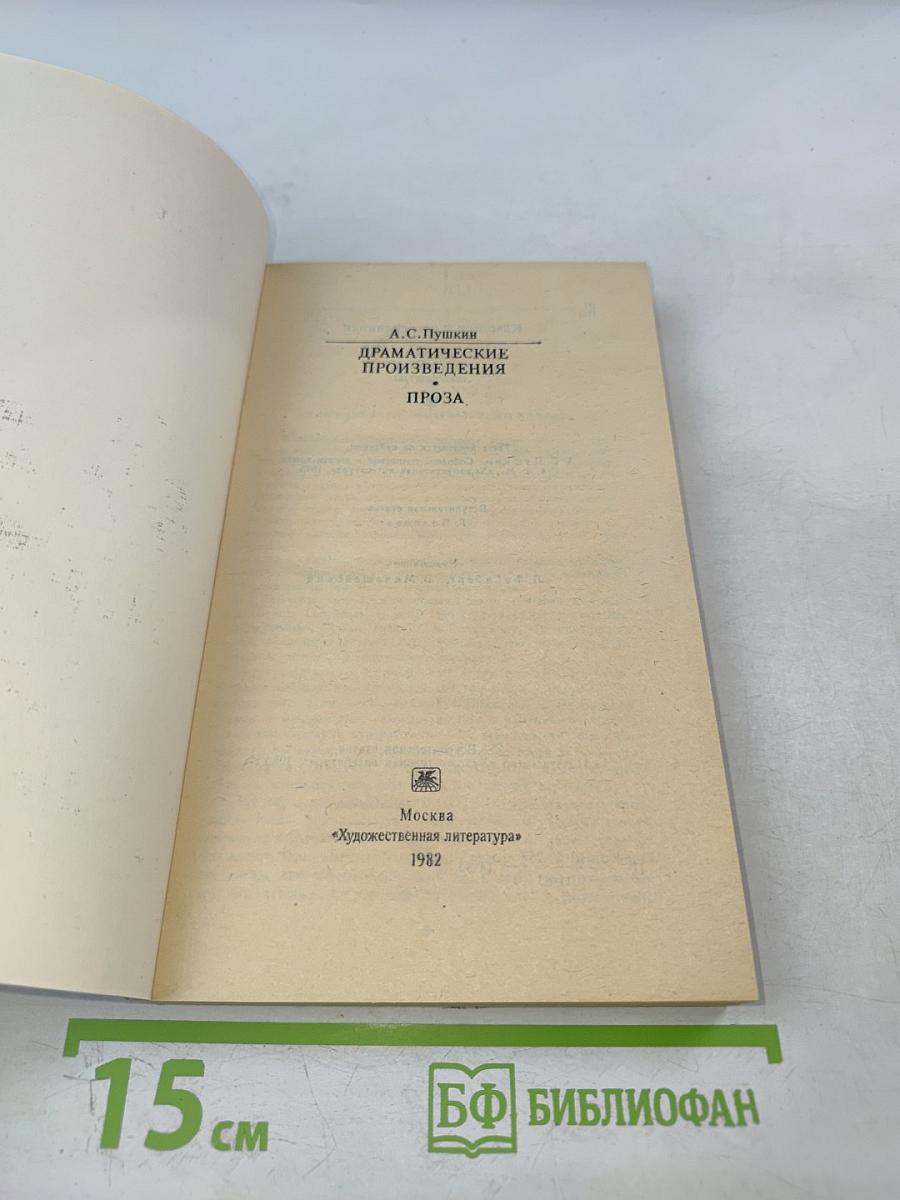 А.С.Пушкин
ДРАМАТИЧЕСКИЕ
ПРОИЗВЕДЕНИЯ
•
ПРОЗА
Москва
«Художественная литература»
1982
15 см
БФ БИБЛИОФАН